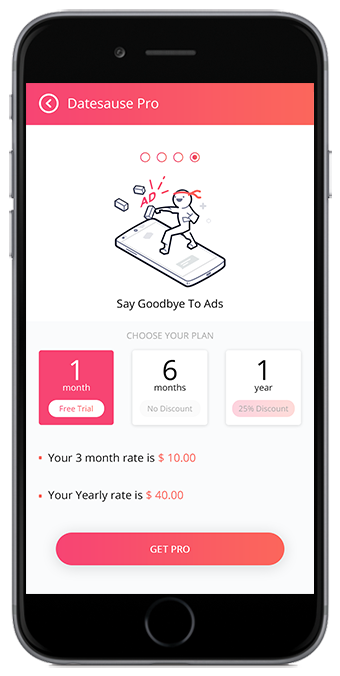 Datesause Pro
AD
Say Goodbye To Ads
CHOOSE YOUR PLAN
1 6 1
month months year
Free Trial No Discount 25% Discount
Your 3 month rate is $ 10.00
Your Yearly rate is $ 40.00
GET PRO